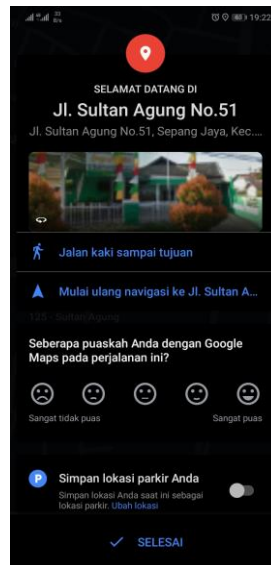 19:22
SELAMAT DATANG DI
Jl. Sultan Agung No.51
Jl. Sultan Agung No.51, Sepang Jaya, Kec....
Jalan kaki sampai tujuan
Mulai ulang navigasi ke Jl. Sultan A...
125 - Sultan Agung
Seberapa puaskah Anda dengan Google
Maps pada perjalanan ini?
Sangat tidak puas
Sangat puas
P
Simpan lokasi parkir Anda
Simpan lokasi Anda saat ini sebagai
lokasi parkir. Ubah lokasi
SELESAI